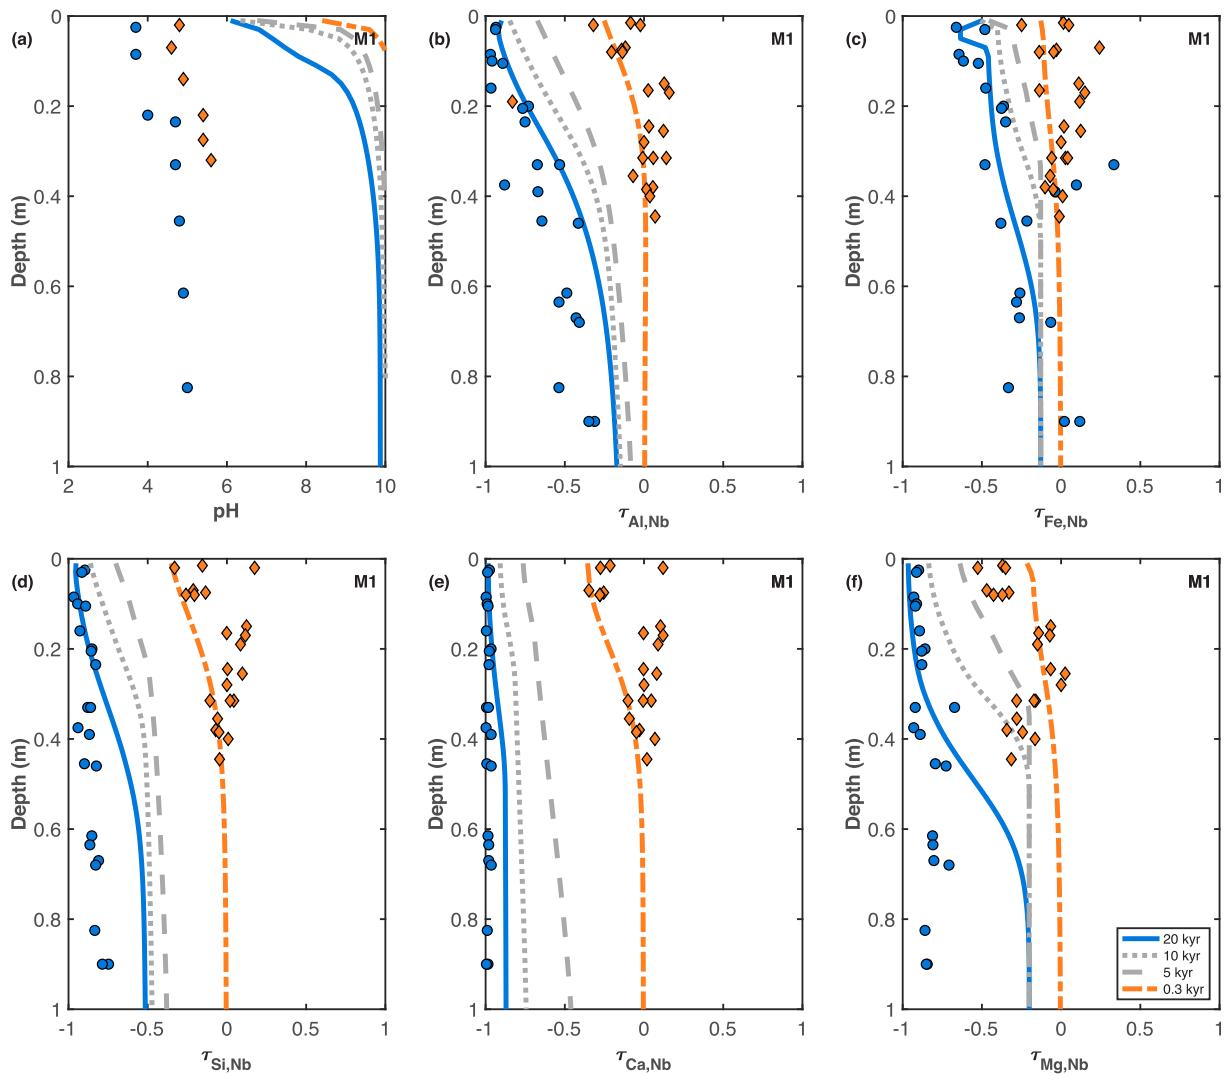 (a)
M1
0
0.2
0.4
0.6
0.8
1
Depth (m)
2
4
6
8
10
pH
(b)
M1
0
0.2
0.4
0.6
0.8
1
Depth (m)
-1
-0.5
0
0.5
1
τAl,Nb
(c)
M1
0
0.2
0.4
0.6
0.8
1
Depth (m)
-1
-0.5
0
0.5
1
τFe,Nb
(d)
M1
0
0.2
0.4
0.6
0.8
1
Depth (m)
-1
-0.5
0
0.5
1
τSi,Nb
(e)
M1
0
0.2
0.4
0.6
0.8
1
Depth (m)
-1
-0.5
0
0.5
1
τCa,Nb
(f)
M1
0
0.2
0.4
0.6
0.8
1
Depth (m)
-1
-0.5
0
0.5
1
τMg,Nb
20 kyr
10 kyr
5 kyr
0.3 kyr